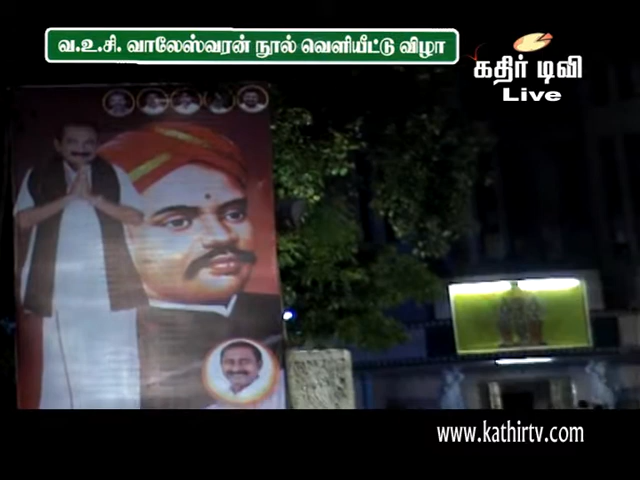 வ.உ.சி. வாலேஸ்வரன் நூல் வெளியீட்டு விழா
கதிர் டிவி
Live
www.kathirtv.com